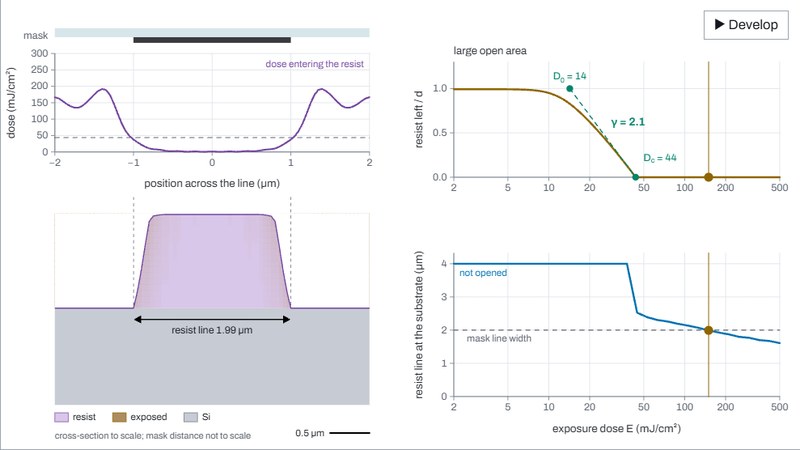 ▶ Develop
mask
dose (mJ/cm²)
300
250
200
150
100
50
0
dose entering the resist
−2
−1
0
1
2
position across the line (µm)
resist line 1.99 µm
resist
exposed
Si
cross-section to scale; mask distance not to scale
0.5 µm
large open area
resist left / d
1.0
0.5
0.0
D₀ = 14
γ = 2.1
D_c = 44
2
5
10
20
50
100
200
500
resist line at the substrate (µm)
4
3
2
1
0
not opened
mask line width
2
5
10
20
50
100
200
500
exposure dose E (mJ/cm²)